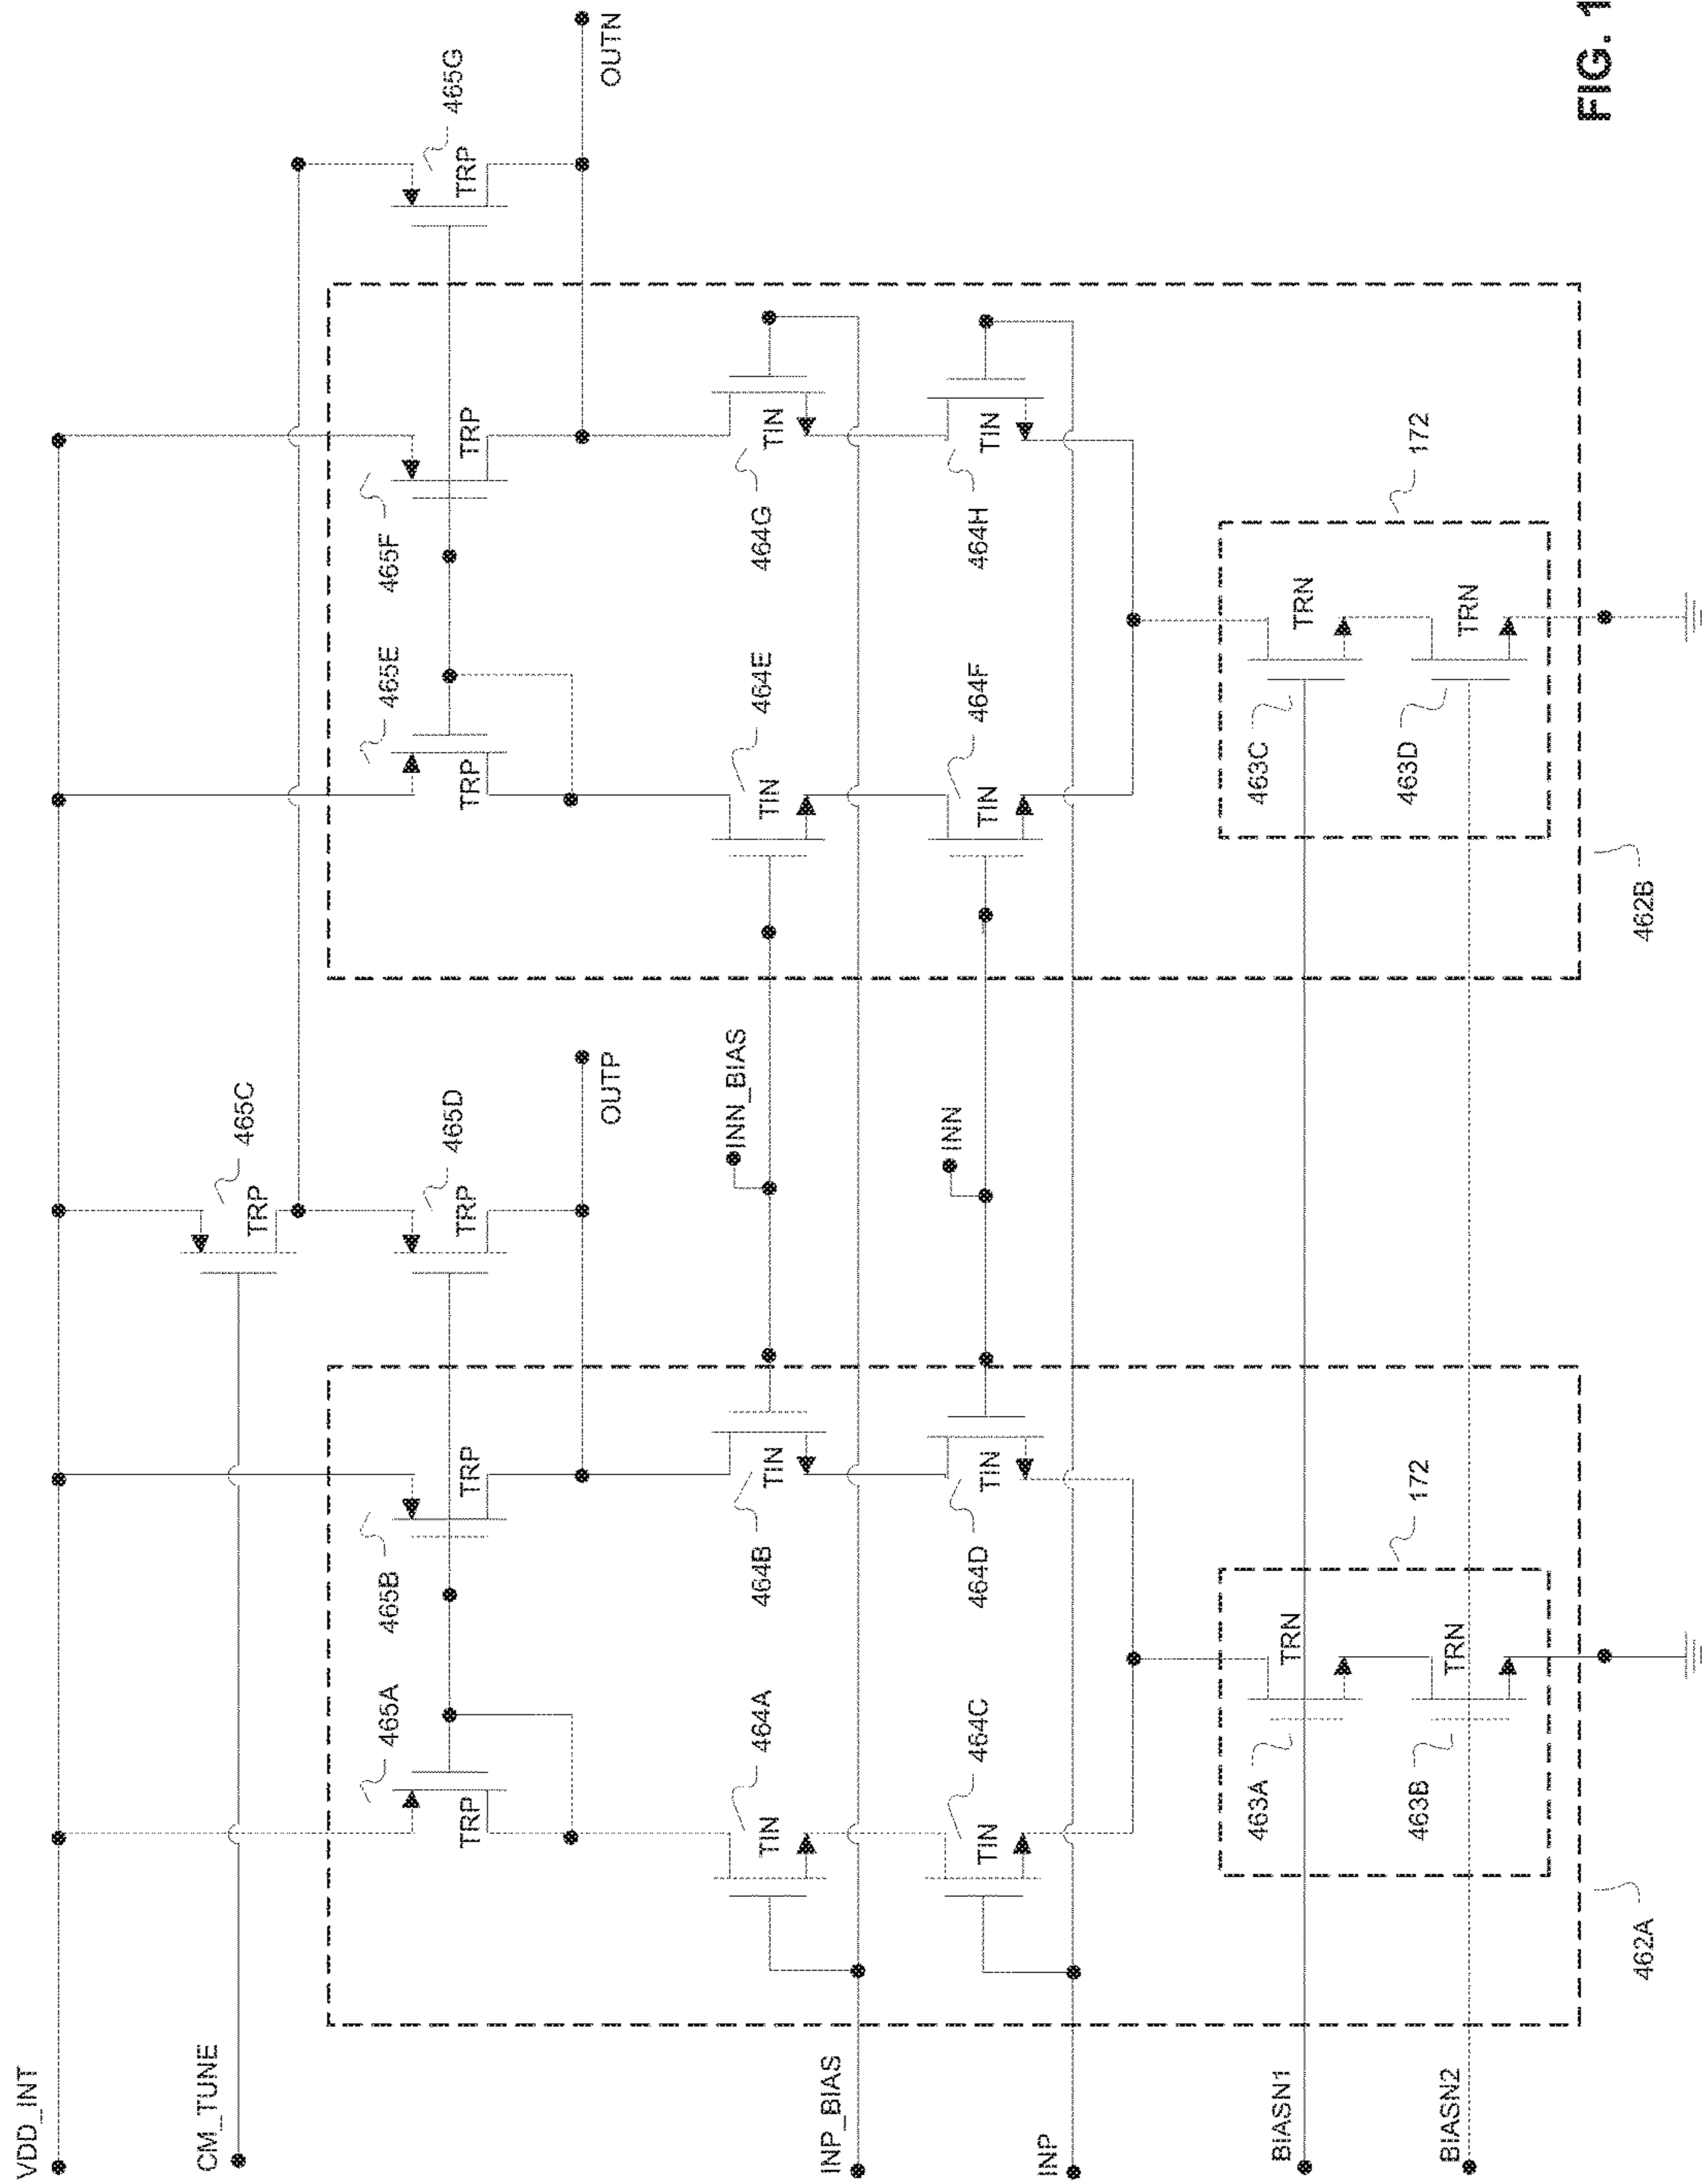 VDD_INT
CM_TUNE
465C
TRP
465D
TRP
465G
TRP
465A
TRP
465B
TRP
465E
TRP
465F
TRP
OUTP
OUTN
INN_BIAS
464A
TIN
464B
TIN
464E
TIN
464G
TIN
INP_BIAS
INN
464C
TIN
464D
TIN
464F
TIN
464H
TIN
INP
172
172
463A
TRN
463C
TRN
BIASN1
463B
TRN
463D
TRN
BIASN2
462A
462B
FIG. 1